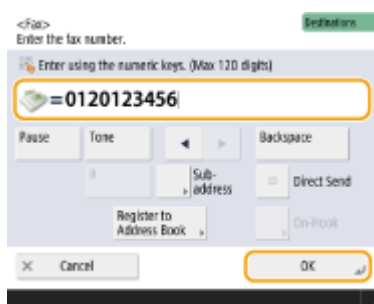 <Fax>
Destinations
Enter the fax number.
Enter using the numeric keys. (Max 120 digits)
=0120123456
Pause Tone Backspace
R Sub-address Direct Send
Register to Address Book On-Hook
× Cancel OK